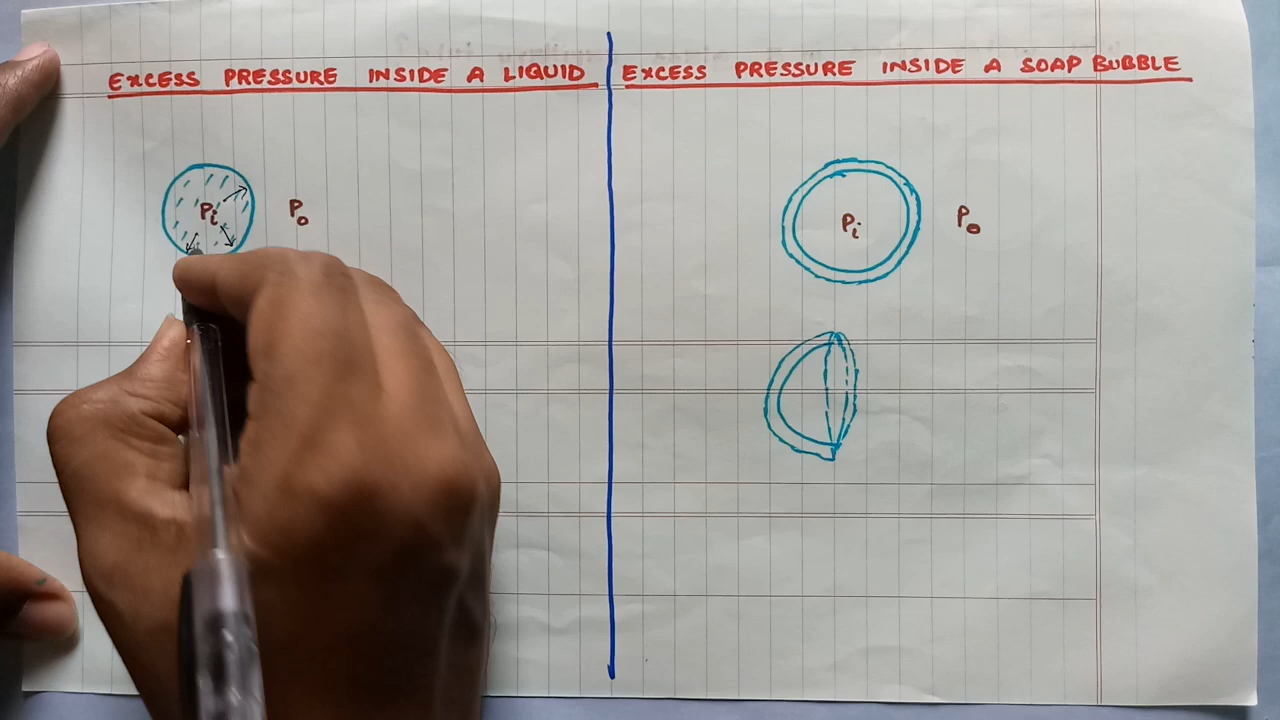 EXCESS PRESSURE INSIDE A LIQUID
Pi
Po
EXCESS PRESSURE INSIDE A SOAP BUBBLE
Pi
Po